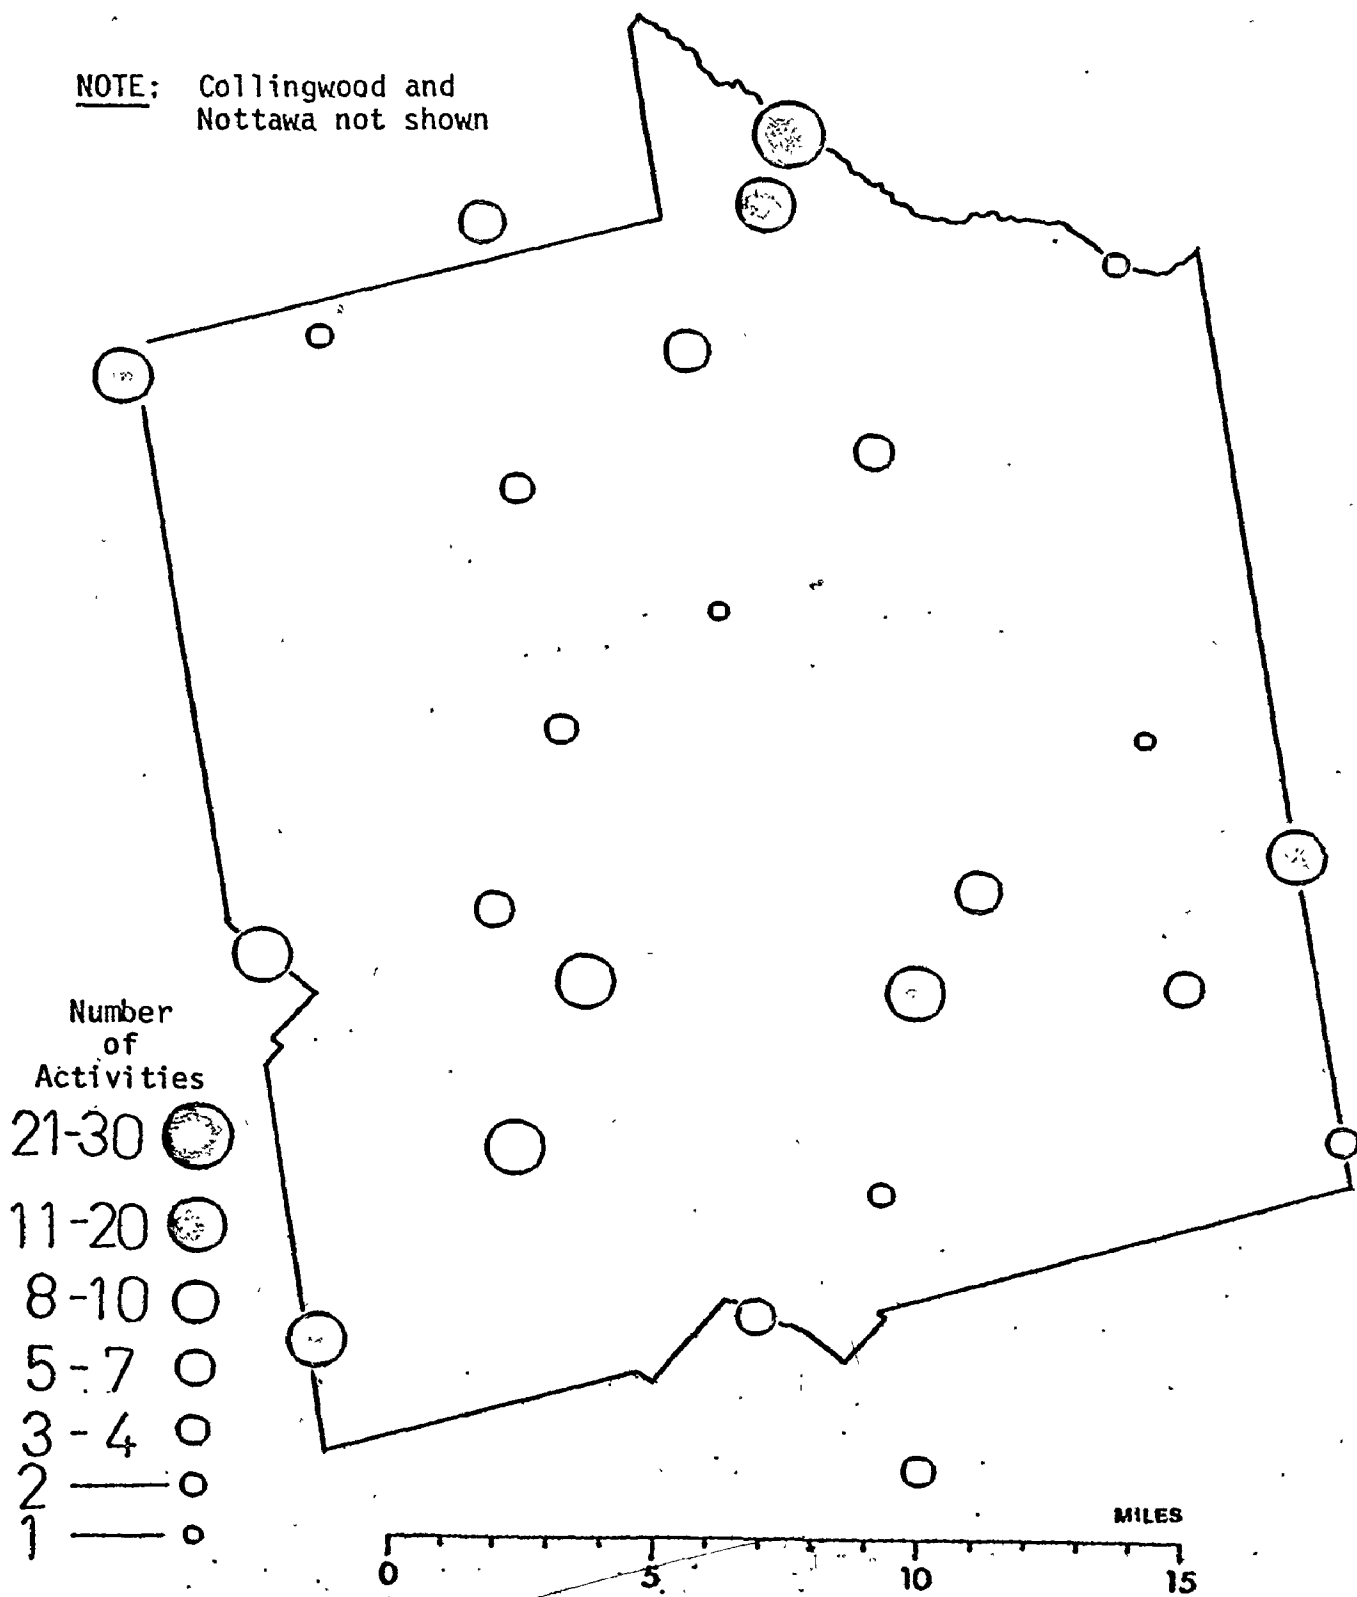 NOTE: Collingwood and
Nottawa not shown
Number
of
Activities
21-30
11-20
8-10
5-7
3-4
2
1
MILES
0 5 10 15